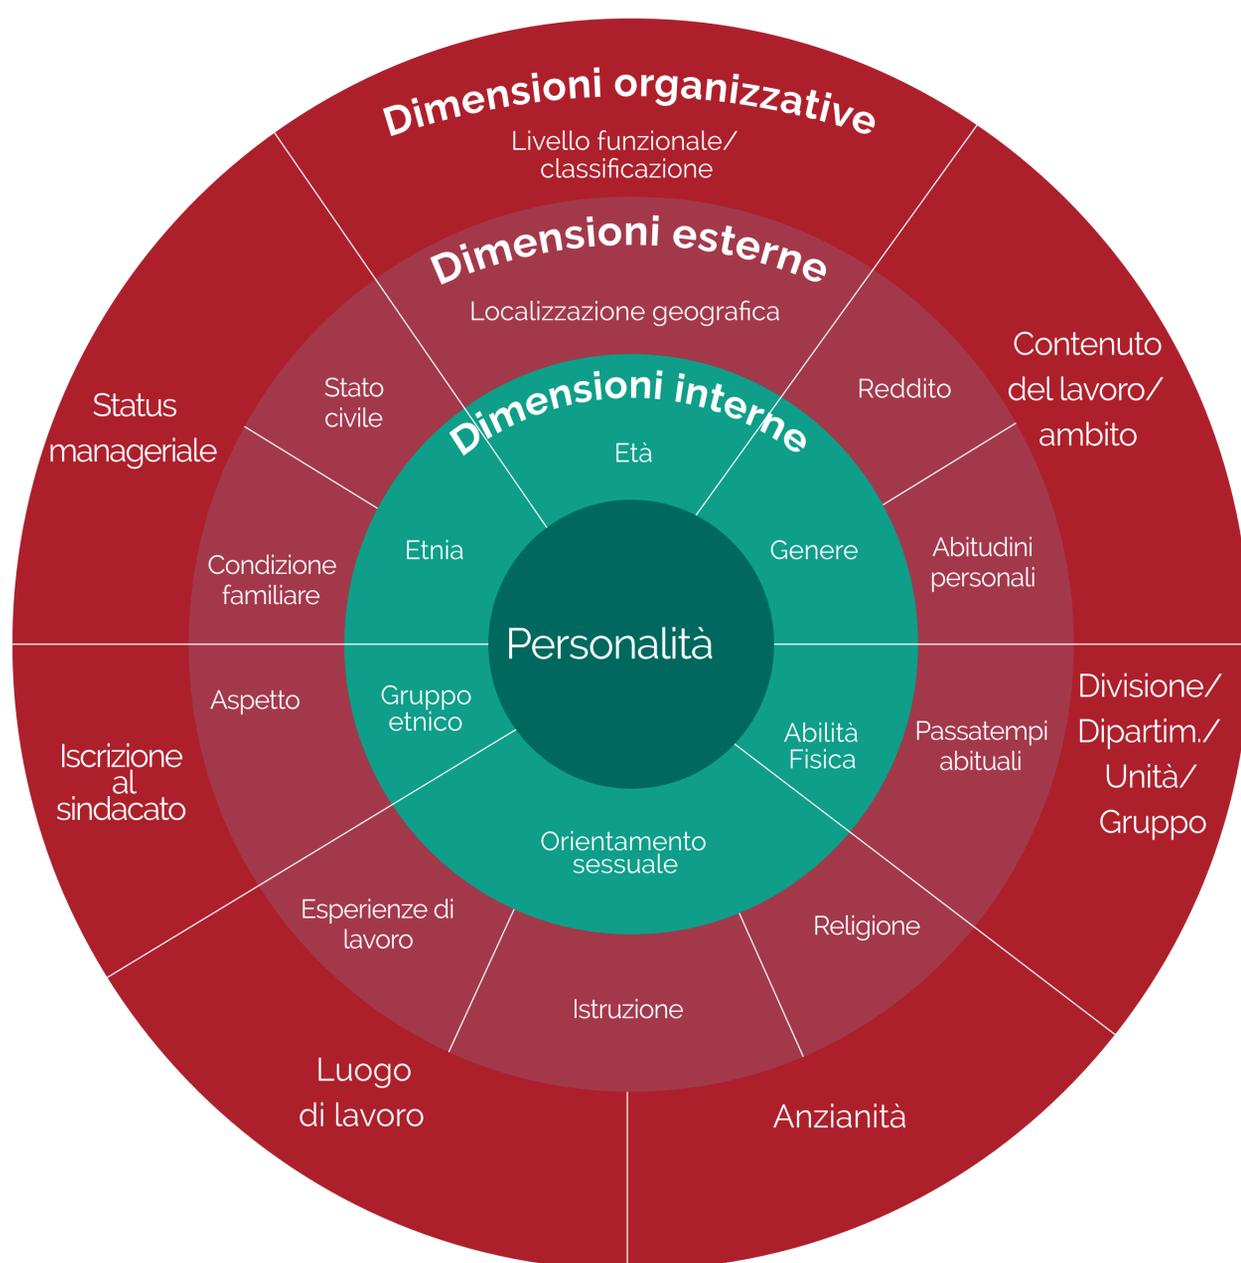 Dimensioni organizzative
Livello funzionale/
classificazione
Dimensioni esterne
Localizzazione geografica
Dimensioni interne
Età
Contenuto
del lavoro/
ambito
Reddito
Stato
civile
Status
manageriale
Etnia
Genere
Abitudini
personali
Condizione
familiare
Personalità
Divisione/
Dipartim./
Unità/
Gruppo
Gruppo
etnico
Aspetto
Abilità
Fisica
Passatempi
abituali
Iscrizione
al
sindacato
Orientamento
sessuale
Esperienze di
lavoro
Religione
Istruzione
Luogo
di lavoro
Anzianità